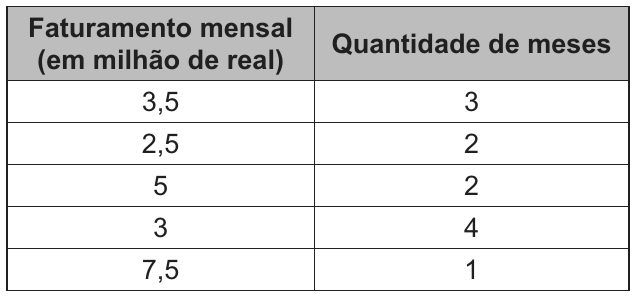 Faturamento mensal
(em milhão de real)
Quantidade de meses
3,5 3
2,5 2
5 2
3 4
7,5 1